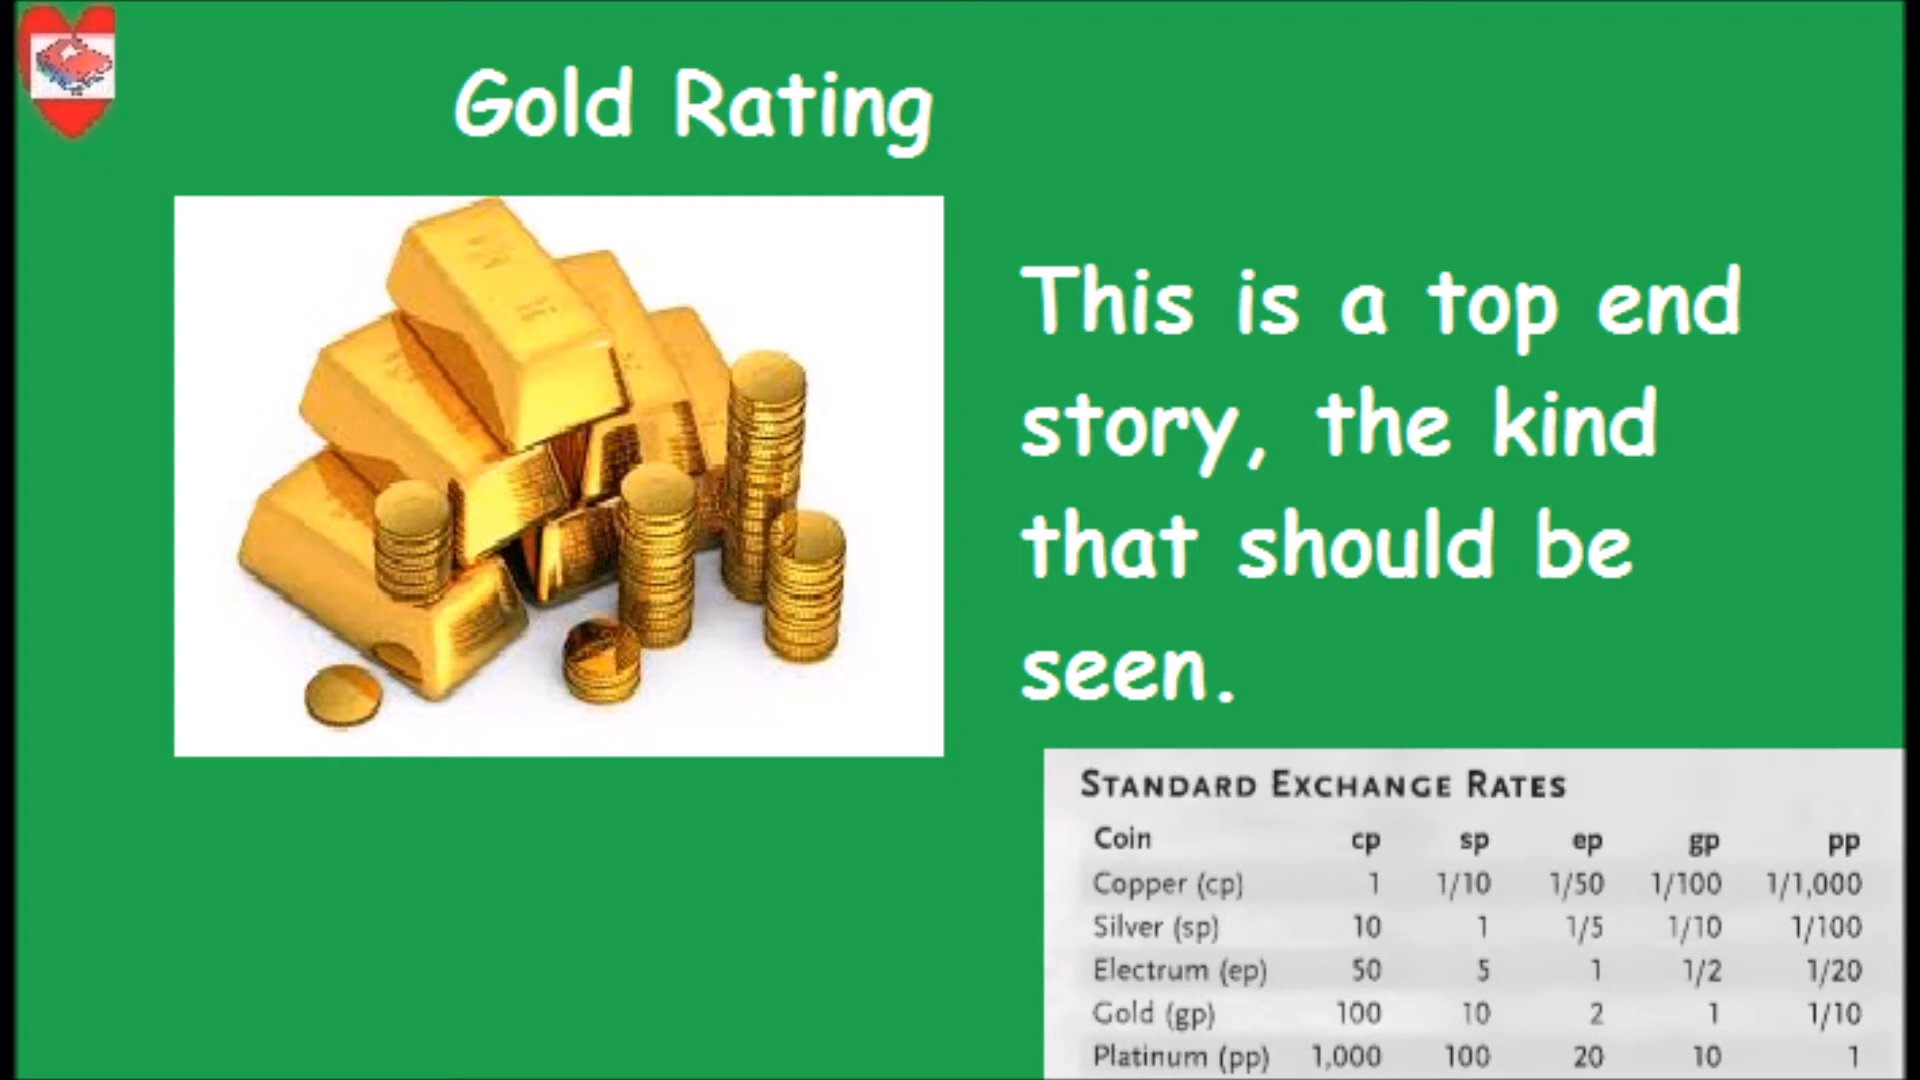 Gold Rating
This is a top end
story, the kind
that should be
seen.
STANDARD EXCHANGE RATES
Coin cp sp ep gp pp
Copper (cp) 1 1/10 1/50 1/100 1/1,000
Silver (sp) 10 1 1/5 1/10 1/100
Electrum (ep) 50 5 1 1/2 1/20
Gold (gp) 100 10 2 1 1/10
Platinum (pp) 1,000 100 20 10 1